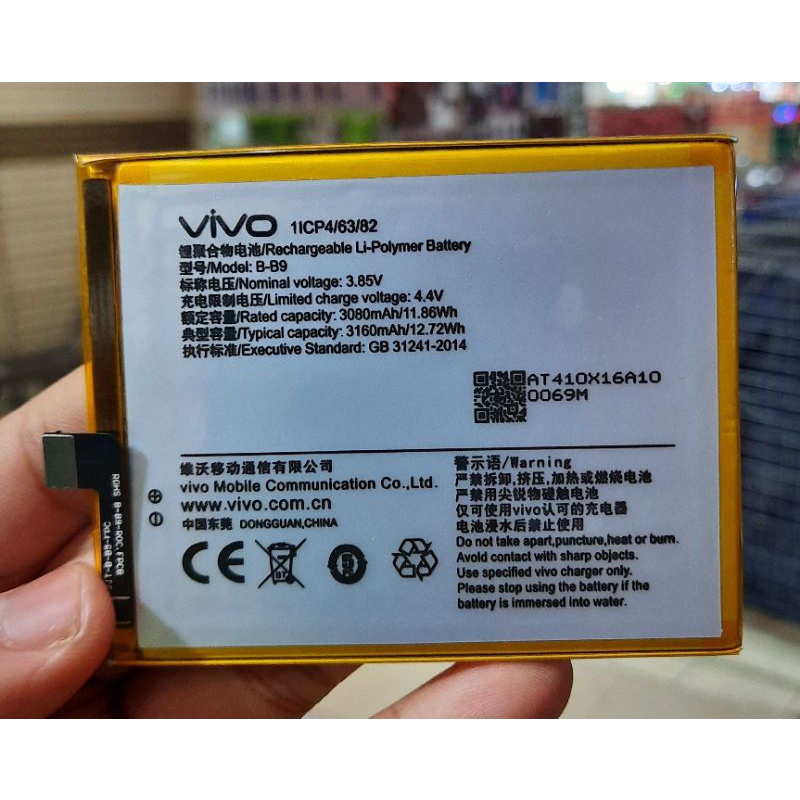 vivo 1ICP4/63/82
锂聚合物电池/Rechargeable Li-Polymer Battery
型号/Model: B-B9
标称电压/Nominal voltage: 3.85V
充电限制电压/Limited charge voltage: 4.4V
额定容量/Rated capacity: 3080mAh/11.86Wh
典型容量/Typical capacity: 3160mAh/12.72Wh
执行标准/Executive Standard: GB 31241-2014
AT410X16A10
0069M
维沃移动通信有限公司
vivo Mobile Communication Co.,Ltd.
www.vivo.com.cn
中国东莞 DONGGUAN,CHINA
警示语/Warning
严禁拆卸,挤压,加热或燃烧电池
严禁用尖锐物碰触电池
仅可使用vivo认可的充电器
电池浸水后禁止使用
Do not take apart,puncture,heat or burn.
Avoid contact with sharp objects.
Use specified vivo charger only.
Please stop using the battery if the
battery is immersed into water.
CE
ROHS B-B9-ROC.FPCB